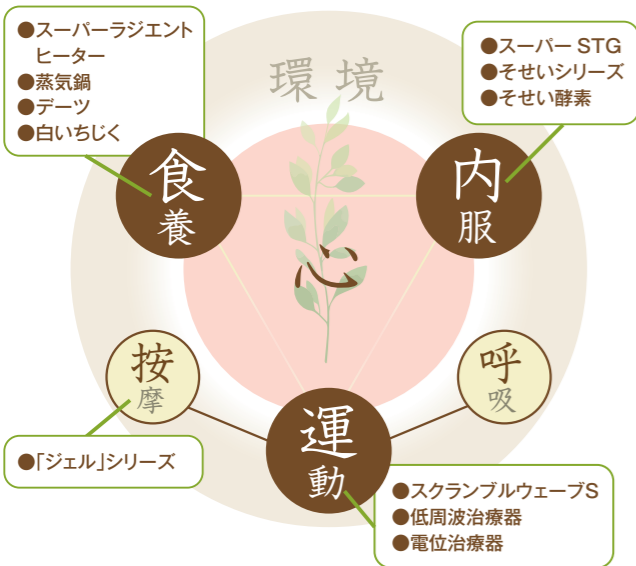 ●スーパーラジエント
ヒーター
●蒸気鍋
●デーツ
●白いちじく
●スーパーSTG
●そせいシリーズ
●そせい酵素
環境
食
養
内
服
心
按
摩
呼
吸
運
動
●「ジェル」シリーズ
●スクランブルウェーブS
●低周波治療器
●電位治療器